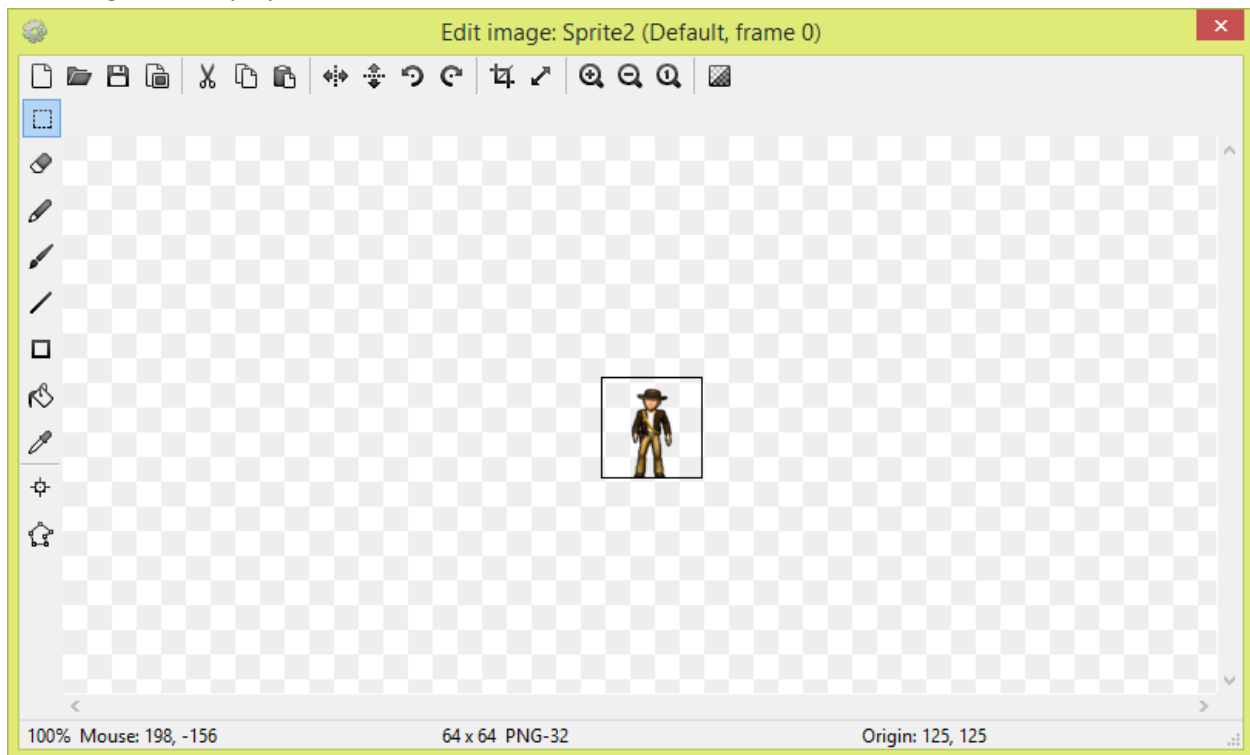 Edit image: Sprite2 (Default, frame 0)
100% Mouse: 198, -156 64 x 64 PNG-32 Origin: 125, 125